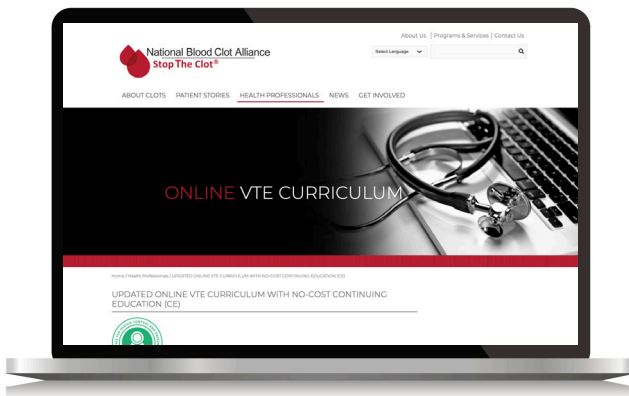 About Us | Programs & Services | Contact Us
National Blood Clot Alliance
Stop The Clot®
Select Language
ABOUT CLOTS PATIENT STORIES HEALTH PROFESSIONALS NEWS GET INVOLVED
ONLINE VTE CURRICULUM
Home / Health Professionals / UPDATED ONLINE VTE CURRICULUM WITH NO-COST CONTINUING EDUCATION (CE)
UPDATED ONLINE VTE CURRICULUM WITH NO-COST CONTINUING
EDUCATION (CE)